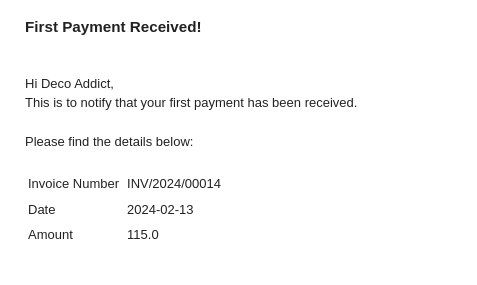 First Payment Received!
Hi Deco Addict,
This is to notify that your first payment has been received.
Please find the details below:
Invoice Number INV/2024/00014
Date 2024-02-13
Amount 115.0